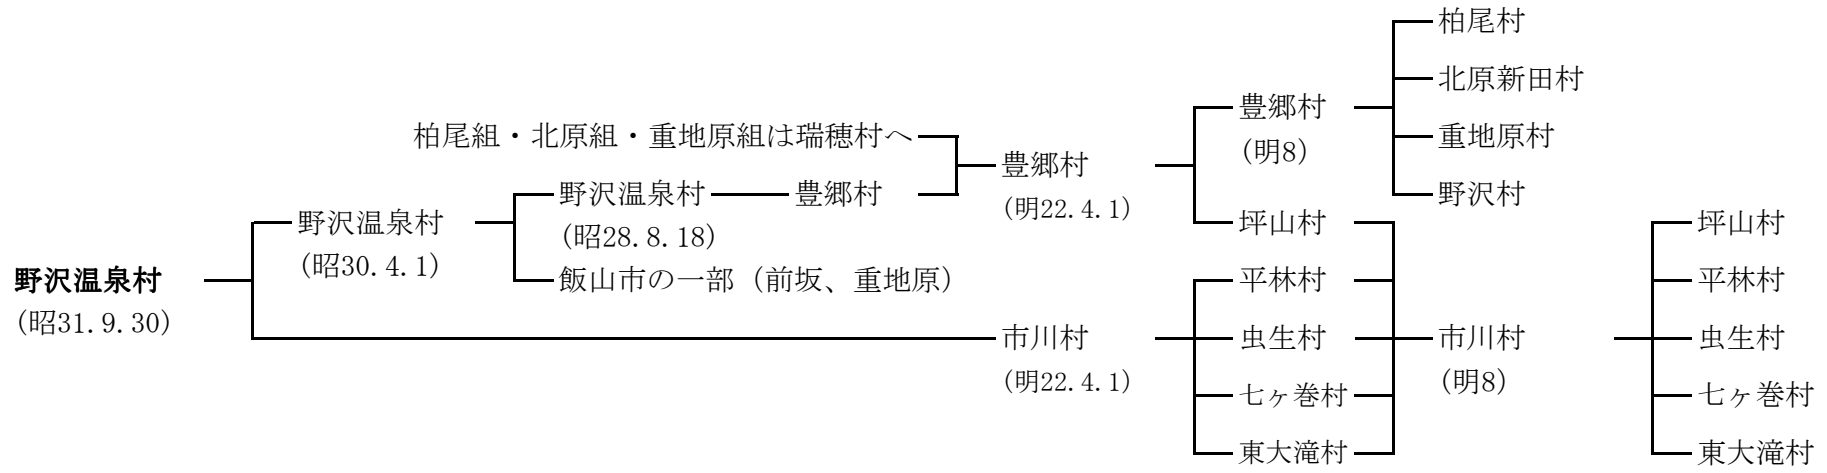 野沢温泉村
(昭31.9.30)
野沢温泉村
(昭30.4.1)
柏尾組・北原組・重地原組は瑞穂村へ
野沢温泉村
(昭28.8.18)
豊郷村
飯山市の一部（前坂、重地原）
豊郷村
(明22.4.1)
市川村
(明22.4.1)
豊郷村
(明8)
坪山村
平林村
虫生村
七ヶ巻村
東大滝村
柏尾村
北原新田村
重地原村
野沢村
市川村
(明8)
坪山村
平林村
虫生村
七ヶ巻村
東大滝村